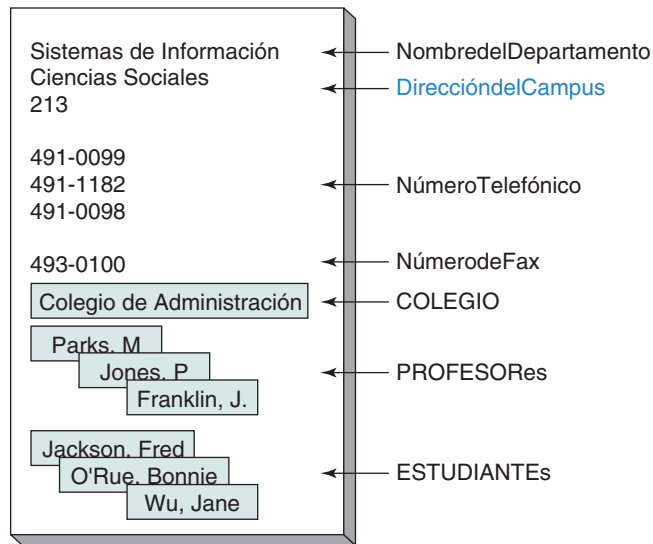 Sistemas de Información
Ciencias Sociales
213
491-0099
491-1182
491-0098
493-0100
Colegio de Administración
Parks, M
Jones, P
Franklin, J.
Jackson, Fred
O'Rue, Bonnie
Wu, Jane
NombredelDepartamento
DireccióndelCampus
NúmeroTelefónico
NúmerodeFax
COLEGIO
PROFESORes
ESTUDIANTEs